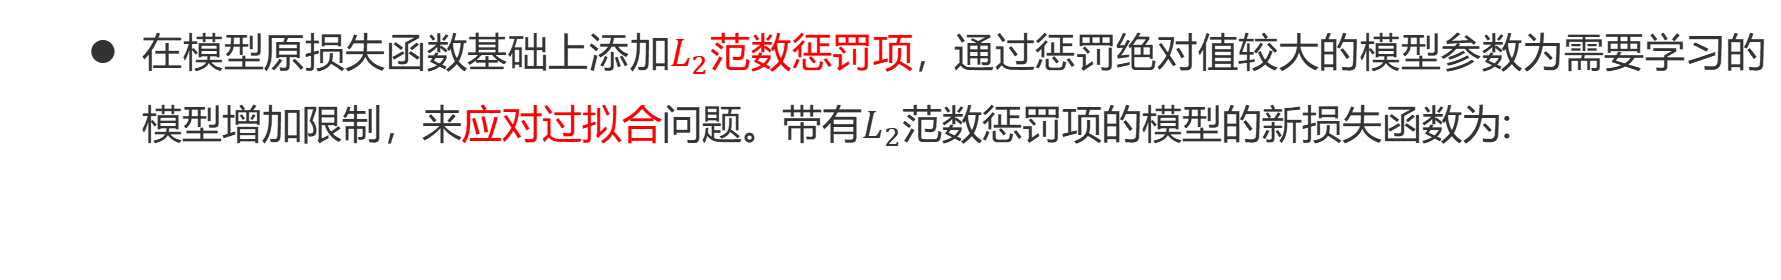 ● 在模型原损失函数基础上添加L₂范数惩罚项，通过惩罚绝对值较大的模型参数为需要学习的
模型增加限制，来应对过拟合问题。带有L₂范数惩罚项的模型的新损失函数为: